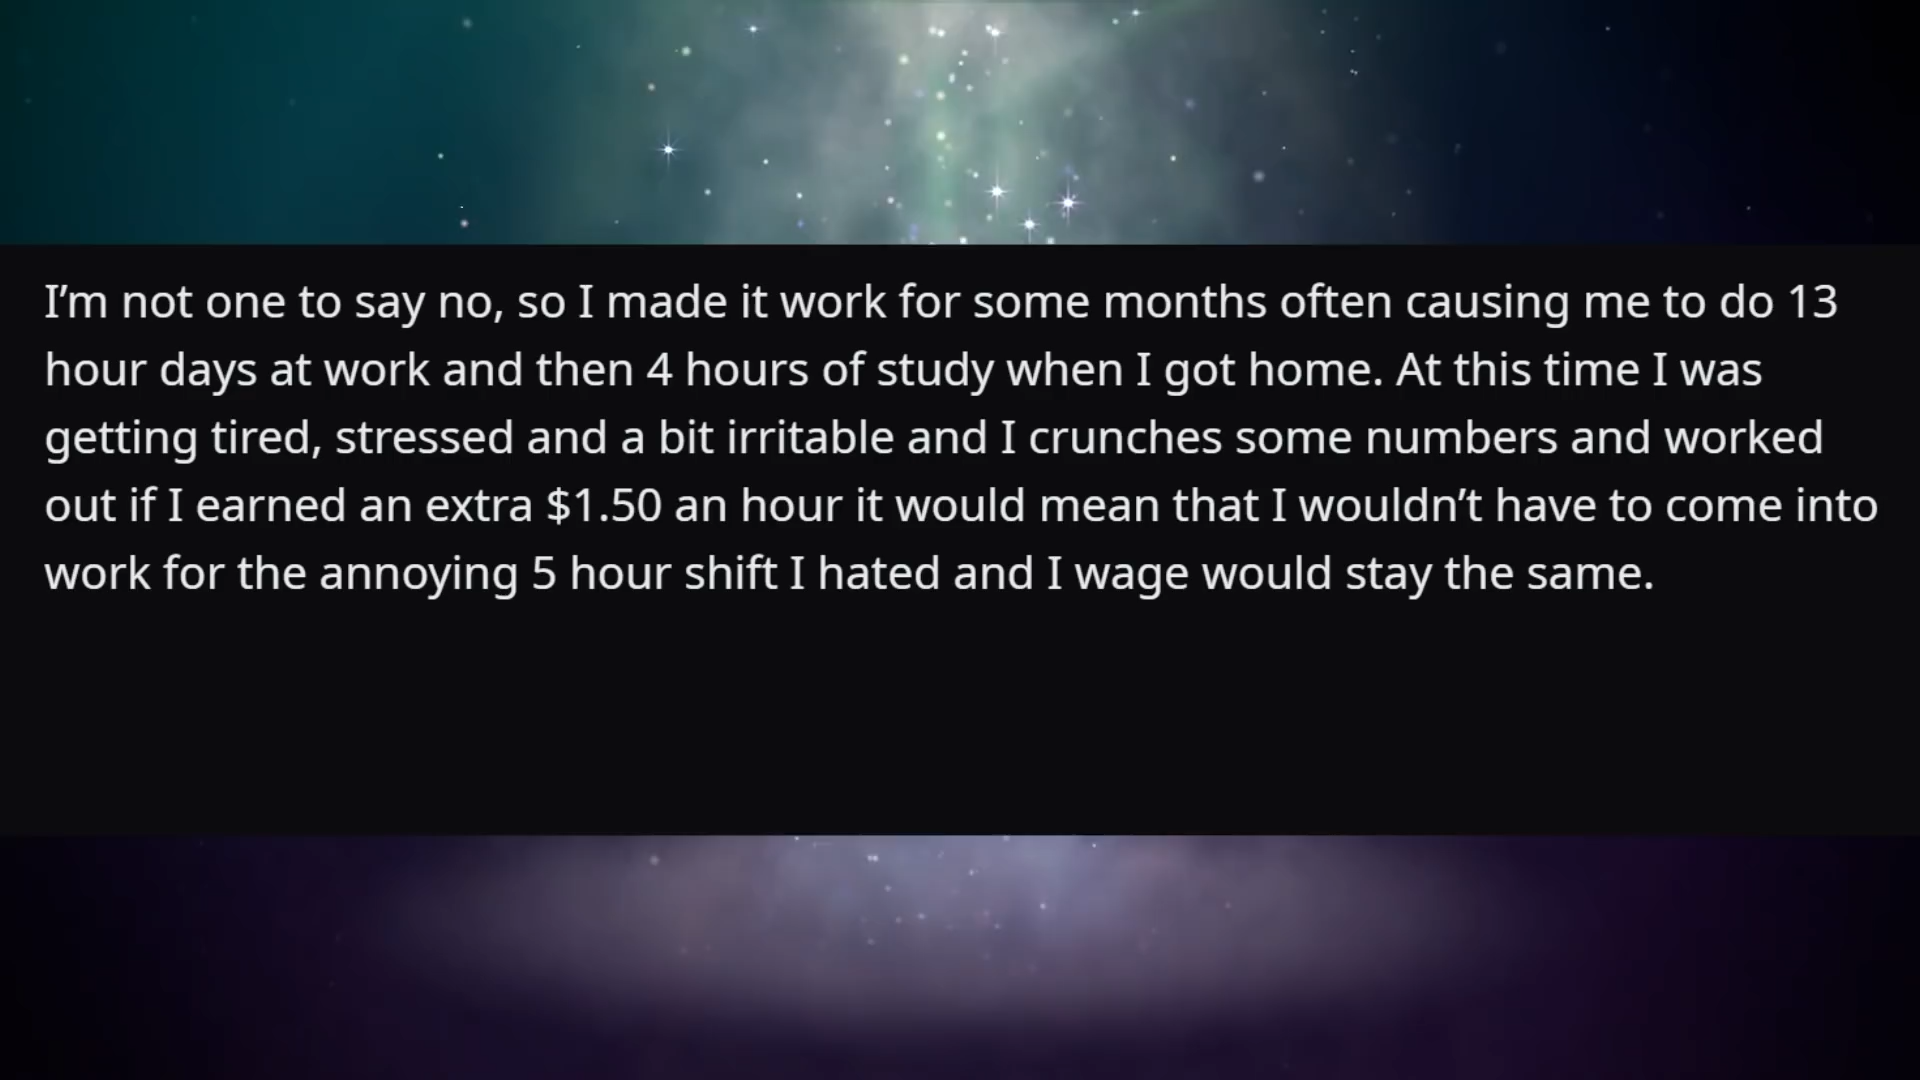 I’m not one to say no, so I made it work for some months often causing me to do 13
hour days at work and then 4 hours of study when I got home. At this time I was
getting tired, stressed and a bit irritable and I crunches some numbers and worked
out if I earned an extra $1.50 an hour it would mean that I wouldn’t have to come into
work for the annoying 5 hour shift I hated and I wage would stay the same.